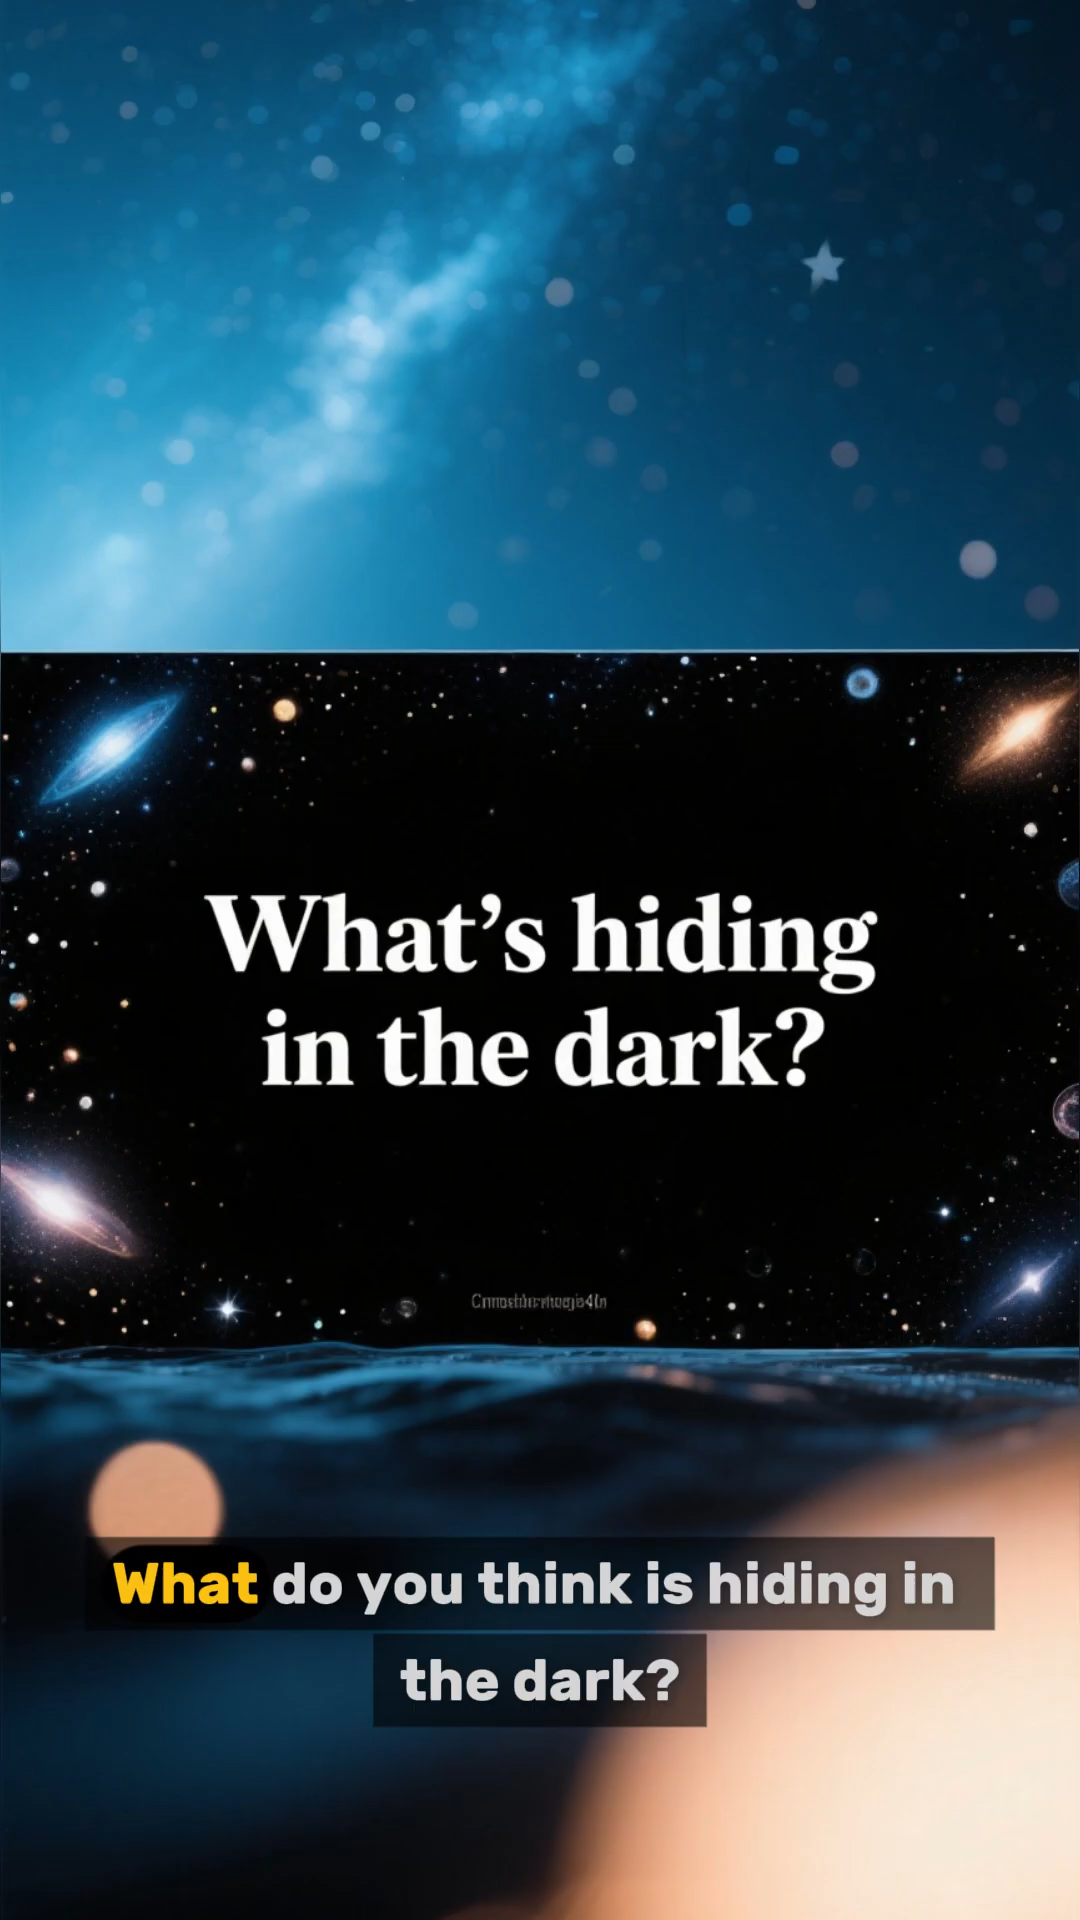 What's hiding
in the dark?
What do you think is hiding in
the dark?